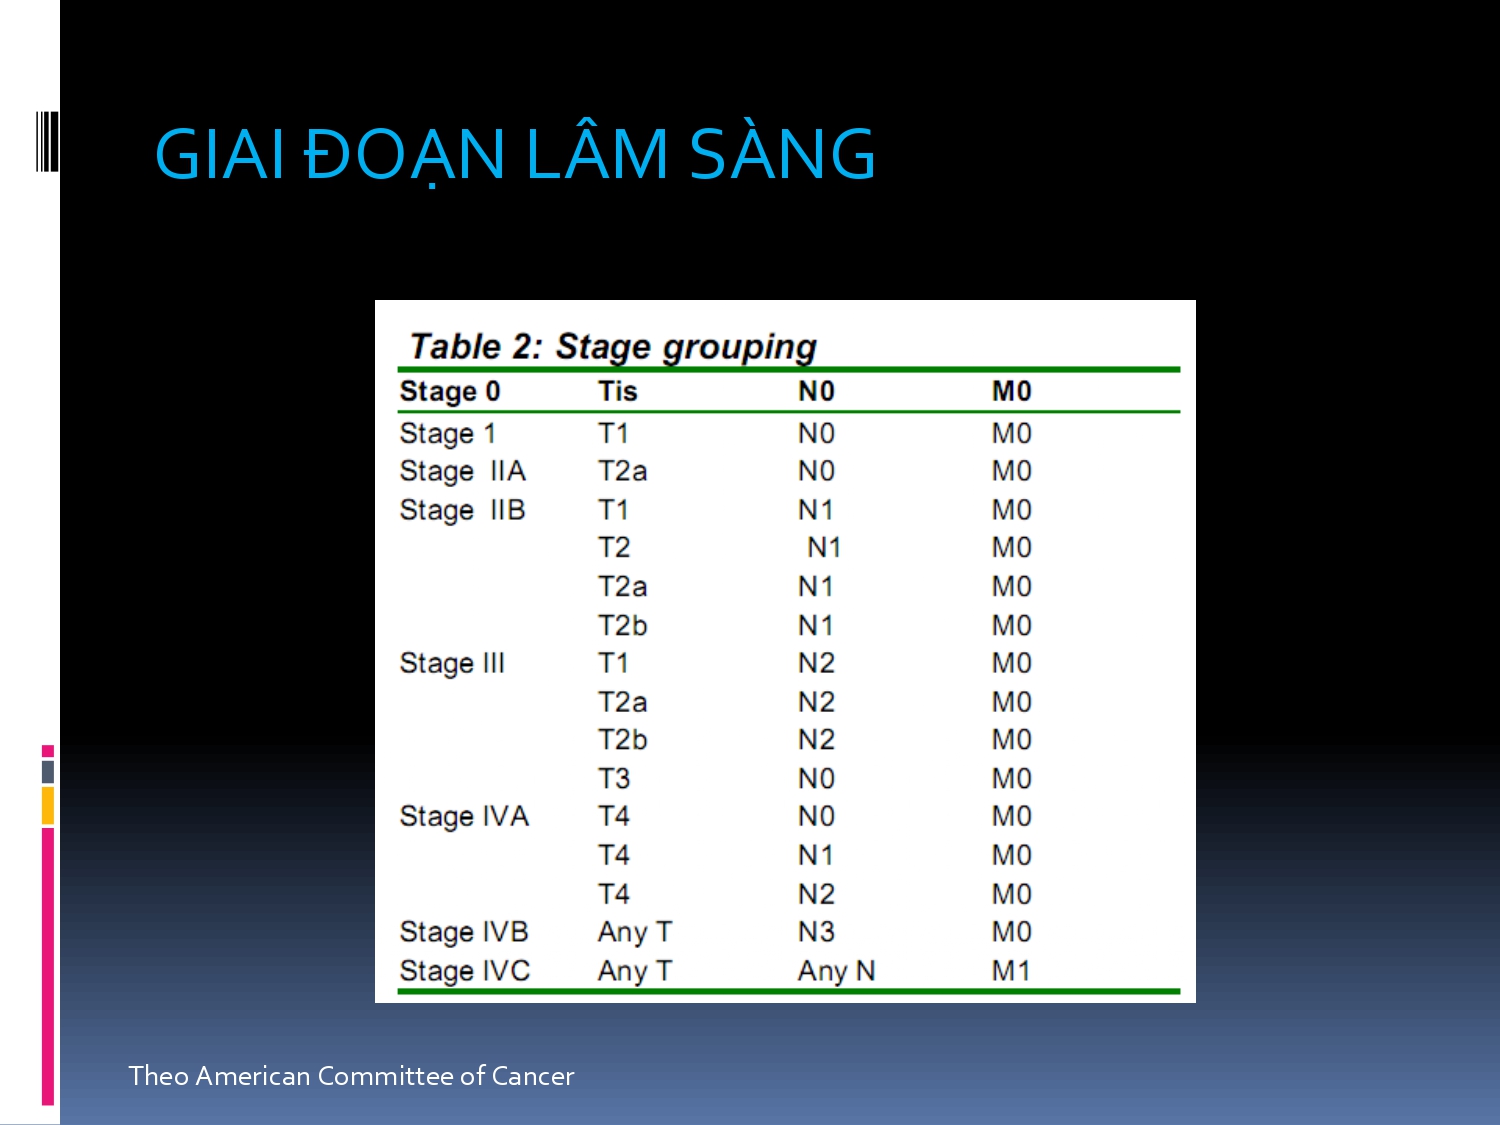 GIAI ĐOẠN LÂM SÀNG
Table 2: Stage grouping
Stage 0 Tis N0 M0
Stage 1 T1 N0 M0
Stage IIA T2a N0 M0
Stage IIB T1 N1 M0
T2 N1 M0
T2a N1 M0
T2b N1 M0
Stage III T1 N2 M0
T2a N2 M0
T2b N2 M0
T3 N0 M0
Stage IVA T4 N0 M0
T4 N1 M0
T4 N2 M0
Stage IVB Any T N3 M0
Stage IVC Any T Any N M1
Theo American Committee of Cancer